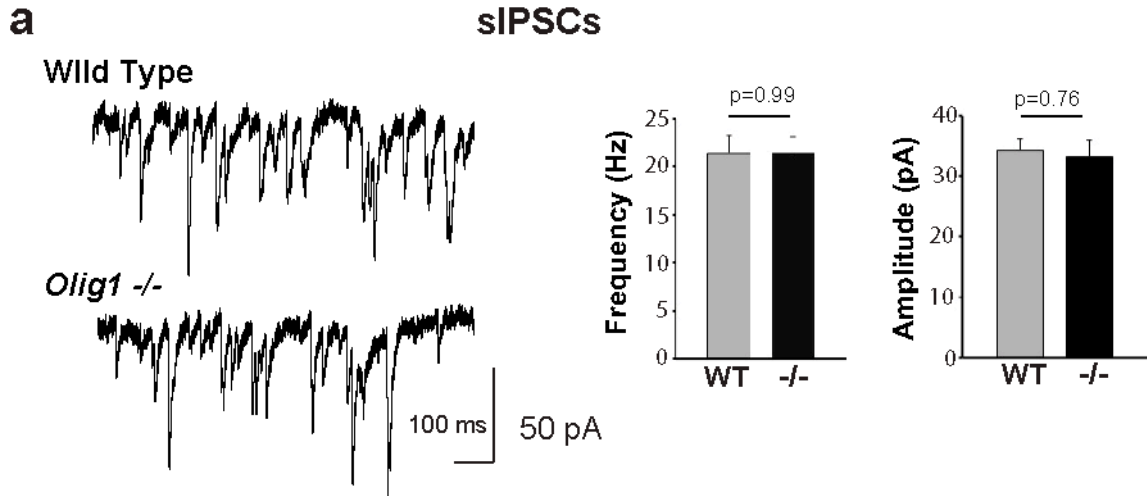 a
sIPSCs
WIld Type
Olig1 -/-
100 ms
50 pA
p=0.99
Frequency (Hz)
25
20
15
10
5
0
WT -/-
p=0.76
Amplitude (pA)
40
30
20
10
0
WT -/-